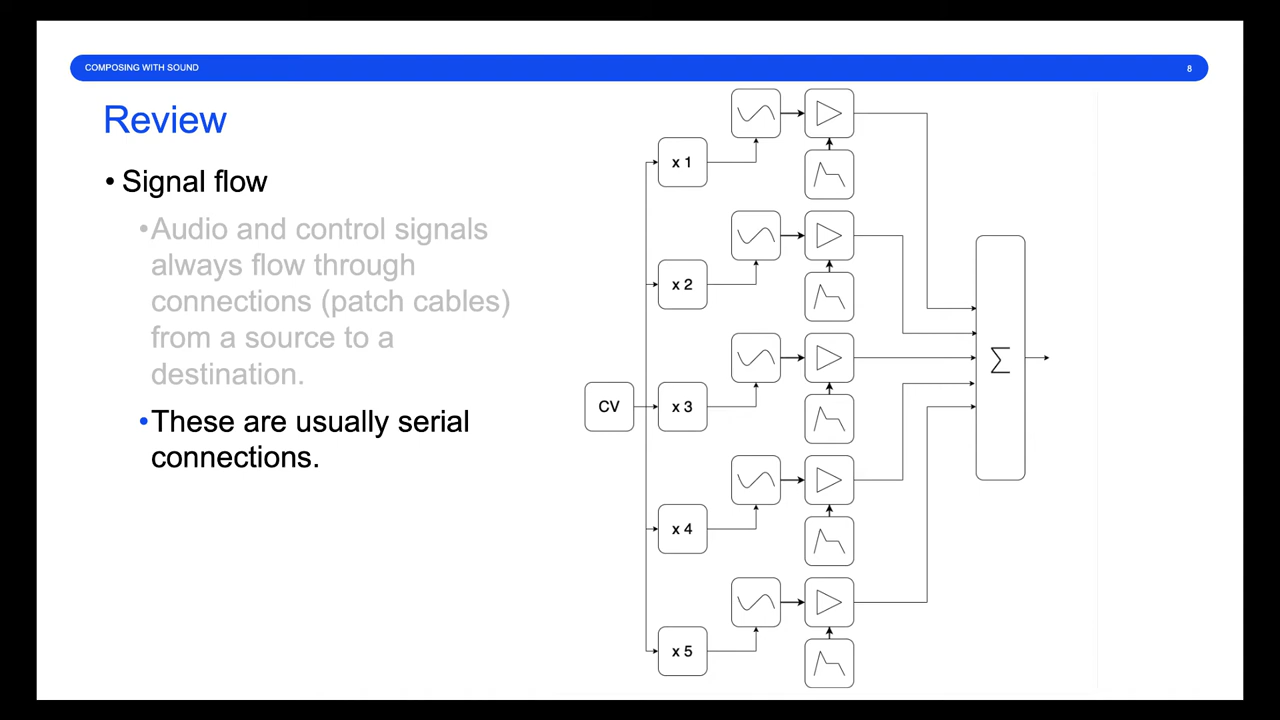 COMPOSING WITH SOUND
8
Review
• Signal flow
•Audio and control signals
always flow through
connections (patch cables)
from a source to a
destination.
•These are usually serial
connections.
x 1
x 2
CV
x 3
x 4
x 5
Σ